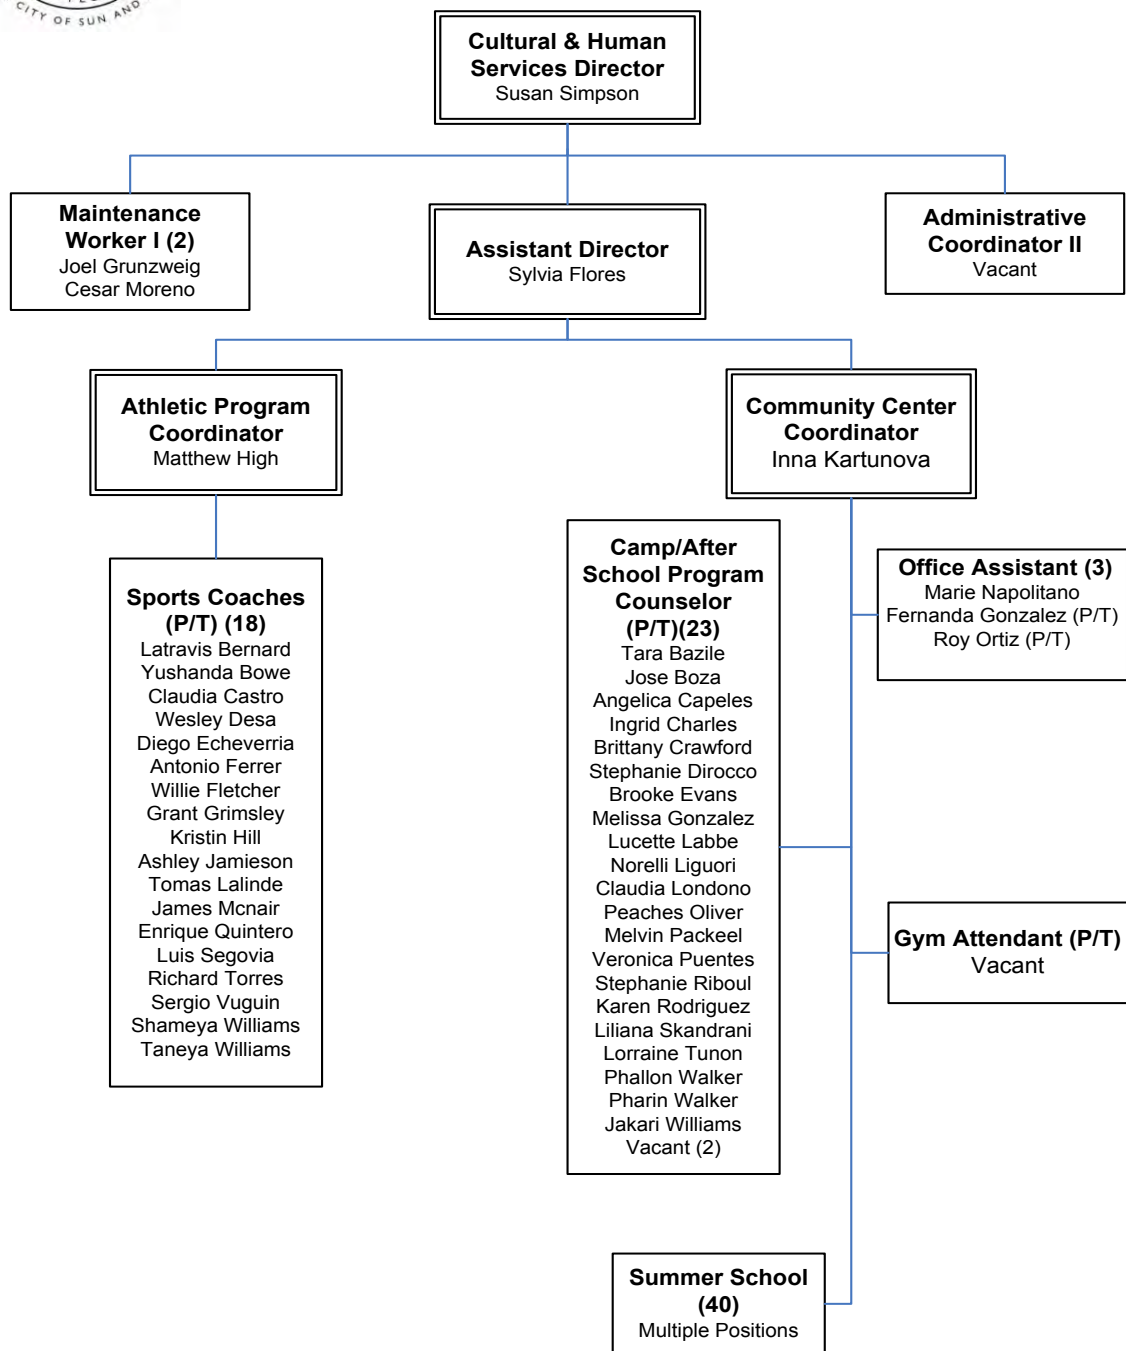 CITY OF SUN AND
Cultural & Human
Services Director
Susan Simpson
Maintenance
Worker I (2)
Joel Grunzweig
Cesar Moreno
Assistant Director
Sylvia Flores
Administrative
Coordinator II
Vacant
Athletic Program
Coordinator
Matthew High
Community Center
Coordinator
Inna Kartunova
Sports Coaches
(P/T) (18)
Latravis Bernard
Yushanda Bowe
Claudia Castro
Wesley Desa
Diego Echeverria
Antonio Ferrer
Willie Fletcher
Grant Grimsley
Kristin Hill
Ashley Jamieson
Tomas Lalinde
James Mcnair
Enrique Quintero
Luis Segovia
Richard Torres
Sergio Vuguin
Shameya Williams
Taneya Williams
Camp/After
School Program
Counselor
(P/T)(23)
Tara Bazile
Jose Boza
Angelica Capeles
Ingrid Charles
Brittany Crawford
Stephanie Dirocco
Brooke Evans
Melissa Gonzalez
Lucette Labbe
Norelli Liguori
Claudia Londono
Peaches Oliver
Melvin Packeel
Veronica Puentes
Stephanie Riboul
Karen Rodriguez
Liliana Skandrani
Lorraine Tunon
Phallon Walker
Pharin Walker
Jakari Williams
Vacant (2)
Office Assistant (3)
Marie Napolitano
Fernanda Gonzalez (P/T)
Roy Ortiz (P/T)
Gym Attendant (P/T)
Vacant
Summer School
(40)
Multiple Positions